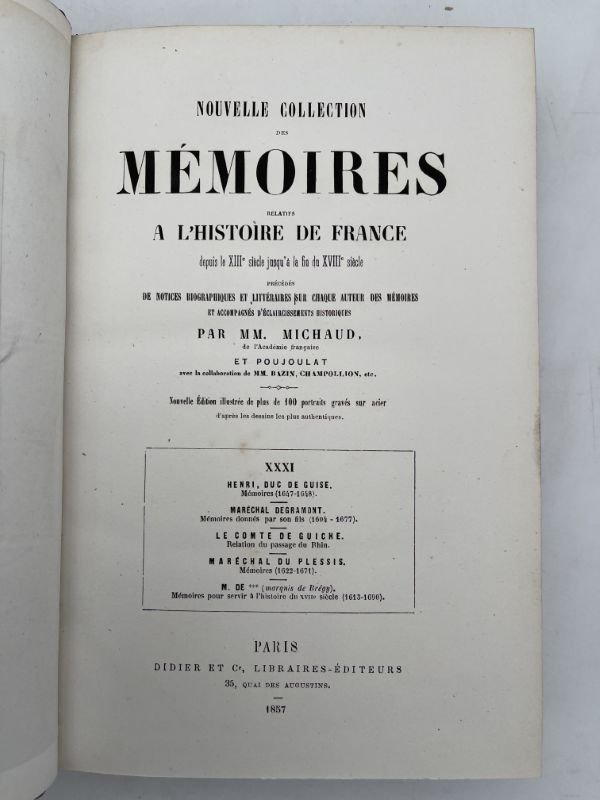 NOUVELLE COLLECTION
DES
MÉMOIRES
RELATIFS
A L'HISTOIRE DE FRANCE
depuis le XIIIe siècle jusqu'à la fin du XVIIIe siècle
PRÉCÉDÉS
DE NOTICES BIOGRAPHIQUES ET LITTÉRAIRES SUR CHAQUE AUTEUR DES MÉMOIRES
ET ACCOMPAGNÉS D'ÉCLAIRCISSEMENTS HISTORIQUES
PAR MM. MICHAUD,
de l'Académie française
ET POUJOULAT
avec la collaboration de MM. BAZIN, CHAMPOLLION, etc.
Nouvelle Édition illustrée de plus de 100 portraits gravés sur acier
d'après les dessins les plus authentiques.
XXXI
HENRI, DUC DE GUISE.
Mémoires (1647-1648).
MARÉCHAL DEGRAMONT.
Mémoires donnés par son fils (1604 - 1677).
LE COMTE DE GUICHE.
Relation du passage du Rhin.
MARÉCHAL DU PLESSIS.
Mémoires (1622-1671).
M. DE *** (marquis de Brégy).
Mémoires pour servir à l'histoire du XVIIe siècle (1613-1690).
PARIS
DIDIER ET Ce, LIBRAIRES-ÉDITEURS
35, QUAI DES AUGUSTINS.
1857